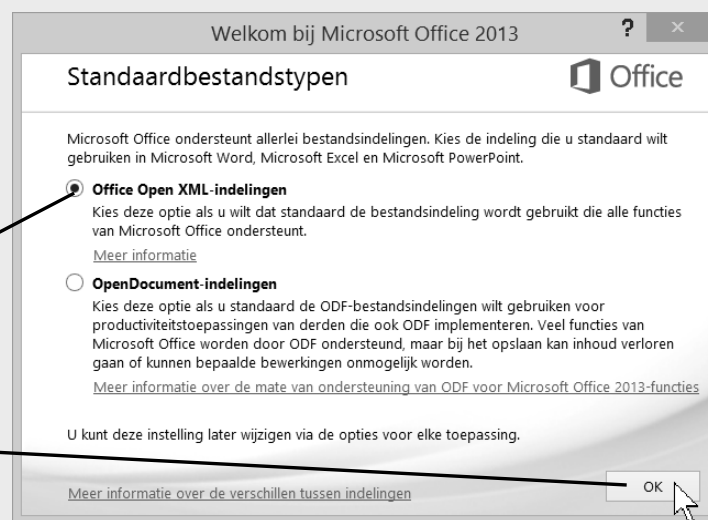 Welkom bij Microsoft Office 2013
?
×
Standaardbestandstypen
Office
Microsoft Office ondersteunt allerlei bestandsindelingen. Kies de indeling die u standaard wilt
gebruiken in Microsoft Word, Microsoft Excel en Microsoft PowerPoint.
Office Open XML-indelingen
Kies deze optie als u wilt dat standaard de bestandsindeling wordt gebruikt die alle functies
van Microsoft Office ondersteunt.
Meer informatie
OpenDocument-indelingen
Kies deze optie als u standaard de ODF-bestandsindelingen wilt gebruiken voor
productiviteitstoepassingen van derden die ook ODF implementeren. Veel functies van
Microsoft Office worden door ODF ondersteund, maar bij het opslaan kan inhoud verloren
gaan of kunnen bepaalde bewerkingen onmogelijk worden.
Meer informatie over de mate van ondersteuning van ODF voor Microsoft Office 2013-functies
U kunt deze instelling later wijzigen via de opties voor elke toepassing.
Meer informatie over de verschillen tussen indelingen
OK